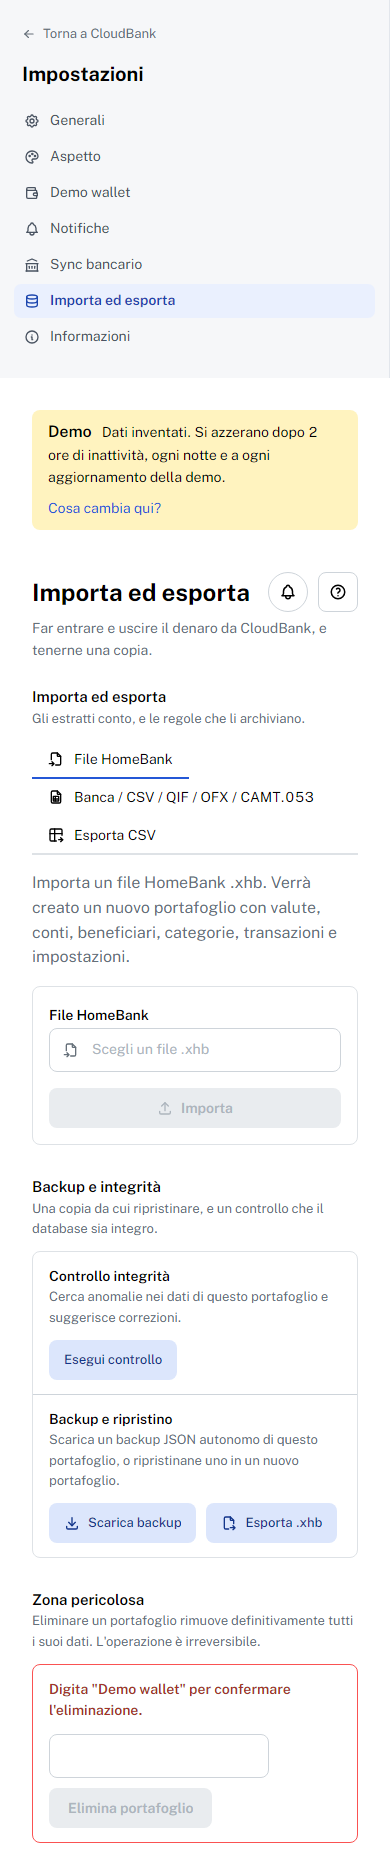 Torna a CloudBank
Impostazioni
Generali
Aspetto
Demo wallet
Notifiche
Sync bancario
Importa ed esporta
Informazioni
Demo Dati inventati. Si azzerano dopo 2
ore di inattività, ogni notte e a ogni
aggiornamento della demo.
Cosa cambia qui?
Importa ed esporta
Far entrare e uscire il denaro da CloudBank, e
tenerne una copia.
Importa ed esporta
Gli estratti conto, e le regole che li archiviano.
File HomeBank
Banca / CSV / QIF / OFX / CAMT.053
Esporta CSV
Importa un file HomeBank .xhb. Verrà
creato un nuovo portafoglio con valute,
conti, beneficiari, categorie, transazioni e
impostazioni.
File HomeBank
Scegli un file .xhb
Importa
Backup e integrità
Una copia da cui ripristinare, e un controllo che il
database sia integro.
Controllo integrità
Cerca anomalie nei dati di questo portafoglio e
suggerisce correzioni.
Esegui controllo
Backup e ripristino
Scarica un backup JSON autonomo di questo
portafoglio, o ripristinane uno in un nuovo
portafoglio.
Scarica backup
Esporta .xhb
Zona pericolosa
Eliminare un portafoglio rimuove definitivamente tutti
i suoi dati. L'operazione è irreversibile.
Digita "Demo wallet" per confermare
l'eliminazione.
Elimina portafoglio